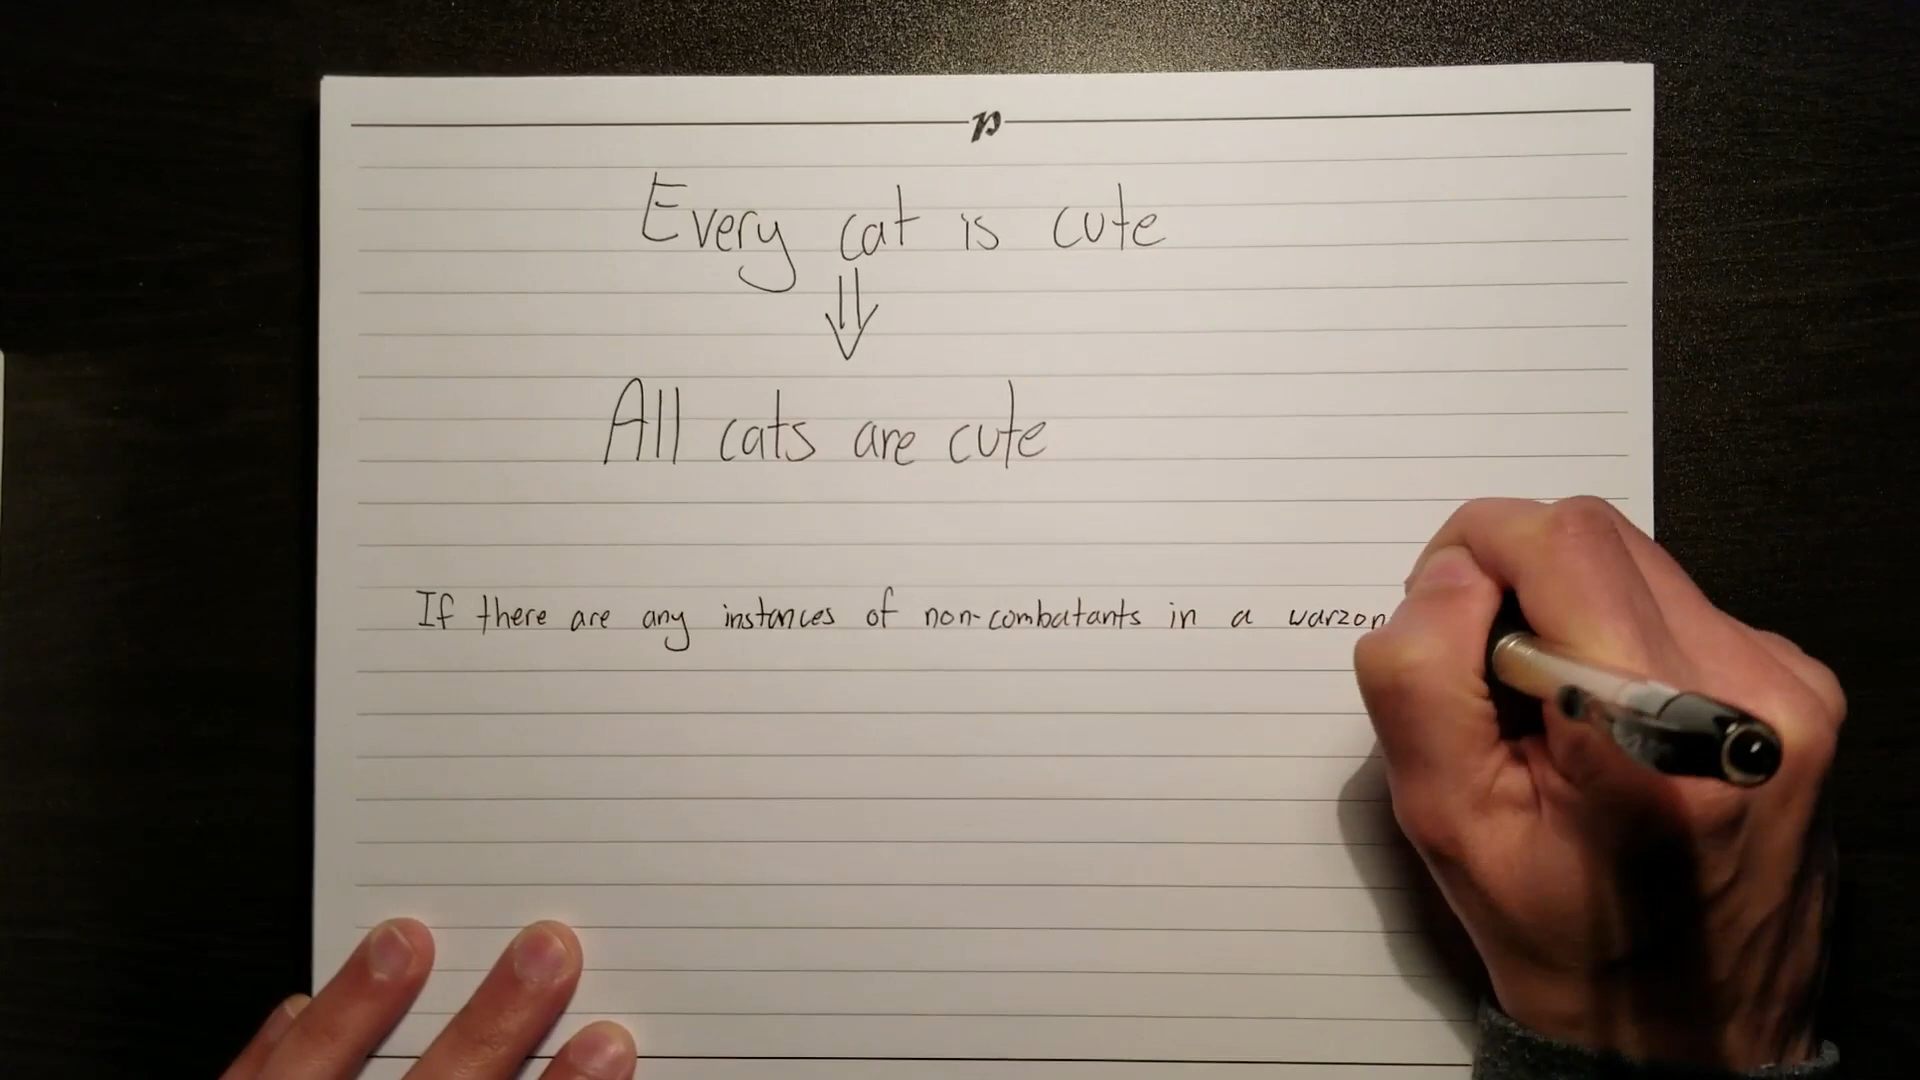 p
Every cat is cute
⇓
All cats are cute
If there are any instances of non-combatants in a warzon